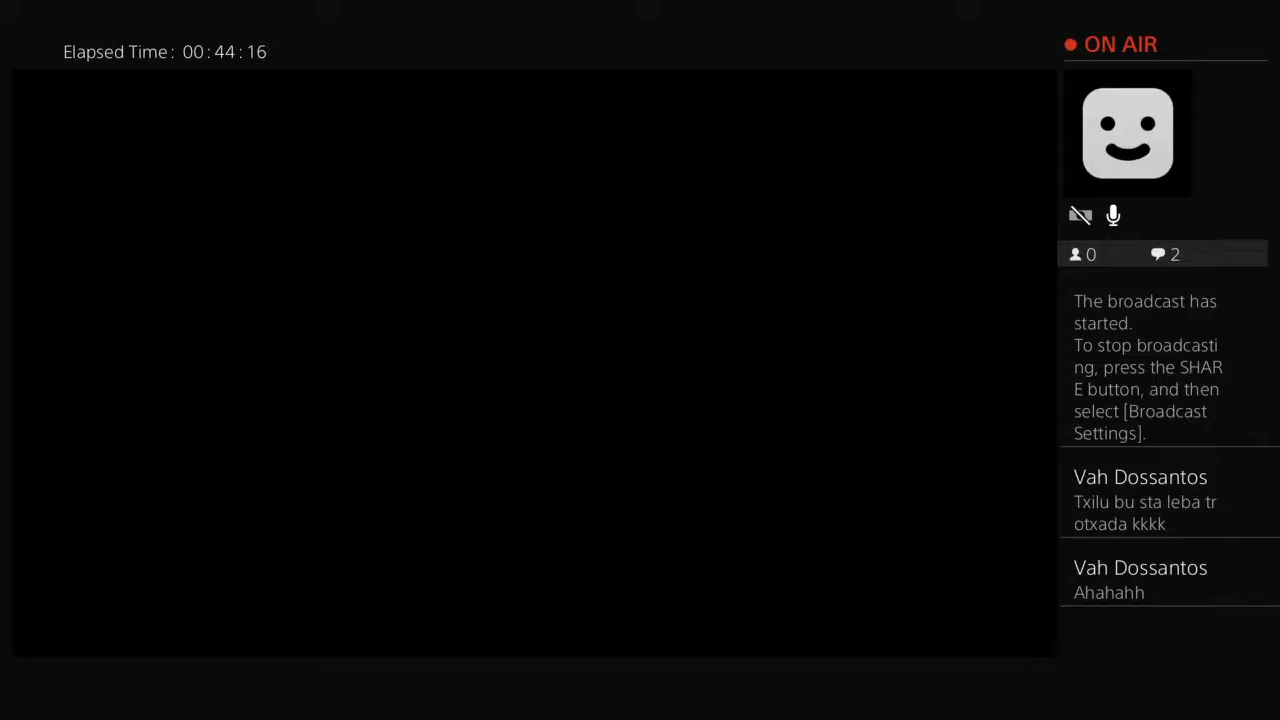 Elapsed Time: 00:44:16
ON AIR
0 2
The broadcast has
started.
To stop broadcasti
ng, press the SHAR
E button, and then
select [Broadcast
Settings].
Vah Dossantos
Txilu bu sta leba tr
otxada kkkk
Vah Dossantos
Ahahahh